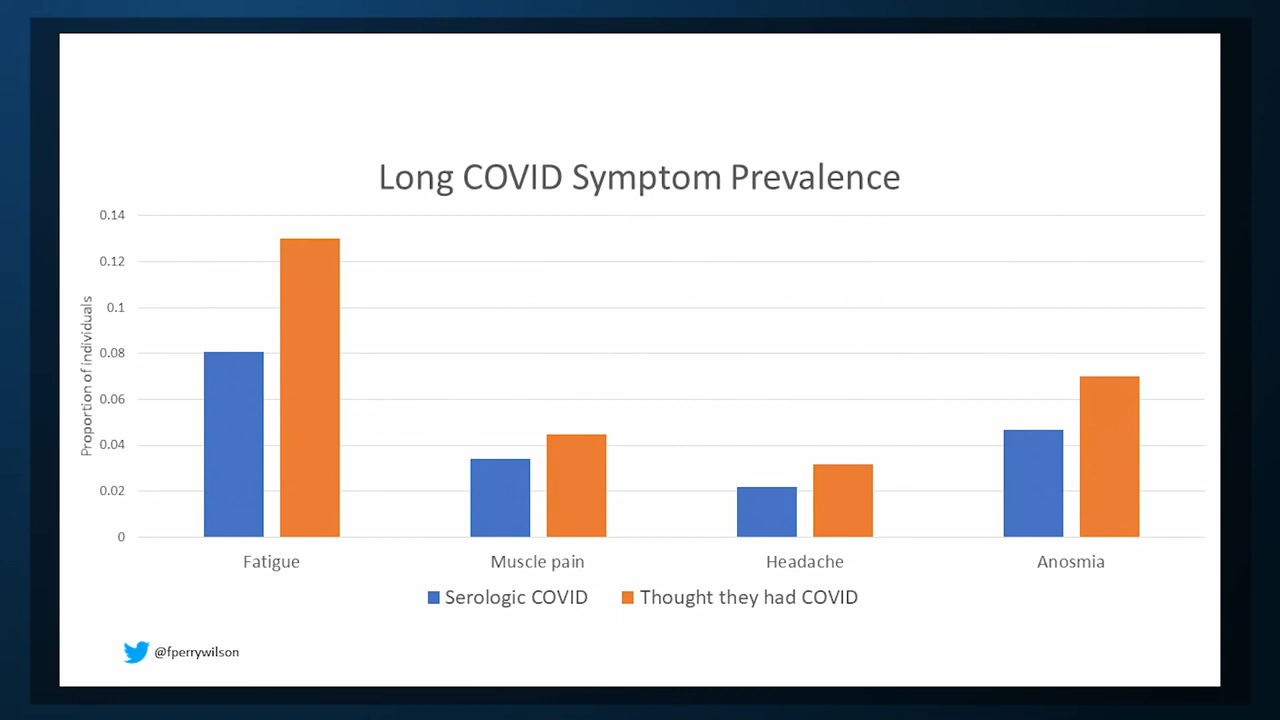 Long COVID Symptom Prevalence
Proportion of individuals
0.14
0.12
0.1
0.08
0.06
0.04
0.02
0
Fatigue Muscle pain Headache Anosmia
Serologic COVID Thought they had COVID
@fperrywilson